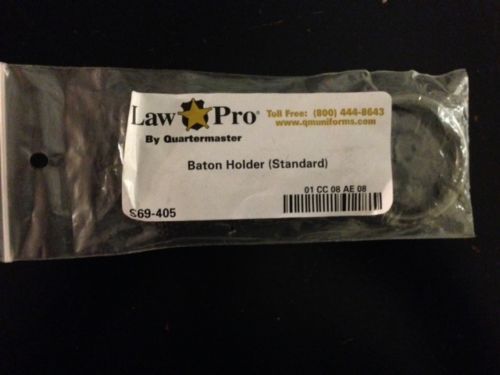 Law Pro®
Toll Free: (800) 444-8643
www.qmuniforms.com
By Quartermaster
Baton Holder (Standard)
01 CC 08 AE 08
S69-405